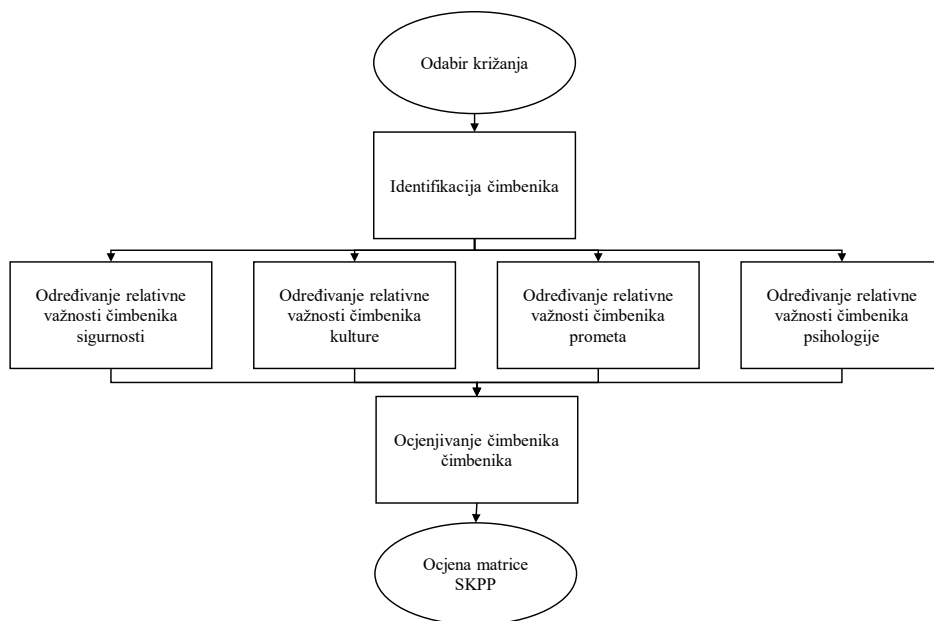 Odabir križanja
Identifikacija čimbenika
Određivanje relativne
važnosti čimbenika
sigurnosti
Određivanje relativne
važnosti čimbenika
kulture
Određivanje relativne
važnosti čimbenika
prometa
Određivanje relativne
važnosti čimbenika
psihologije
Ocjenjivanje čimbenika
čimbenika
Ocjena matrice
SKPP